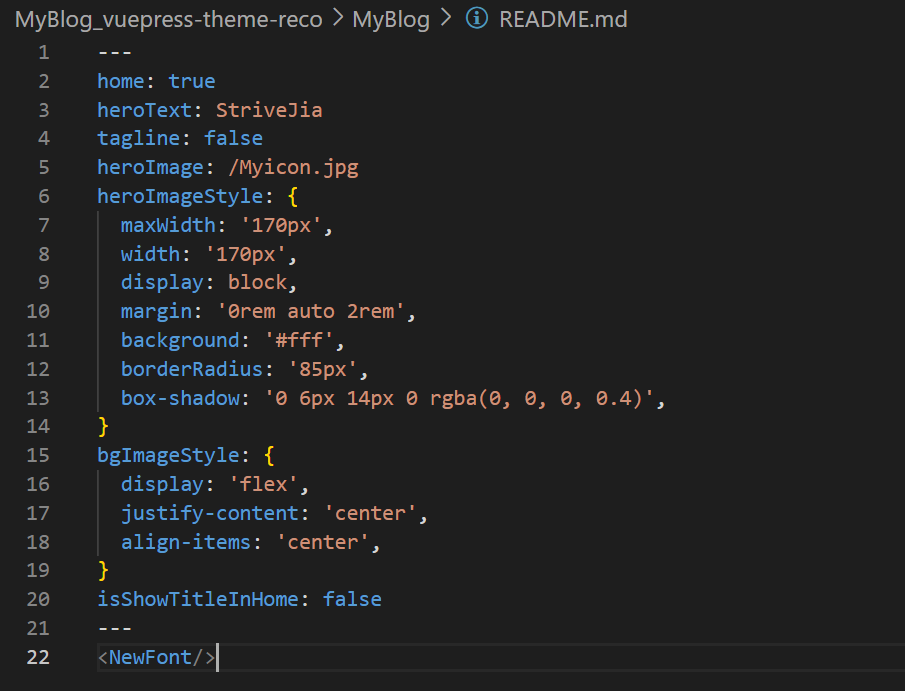 MyBlog_vuepress-theme-reco > MyBlog > README.md
1 ---
2 home: true
3 heroText: StriveJia
4 tagline: false
5 heroImage: /Myicon.jpg
6 heroImageStyle: {
7   maxWidth: '170px',
8   width: '170px',
9   display: block,
10   margin: '0rem auto 2rem',
11   background: '#fff',
12   borderRadius: '85px',
13   box-shadow: '0 6px 14px 0 rgba(0, 0, 0, 0.4)',
14 }
15 bgImageStyle: {
16   display: 'flex',
17   justify-content: 'center',
18   align-items: 'center',
19 }
20 isShowTitleInHome: false
21 ---
22 <NewFont/>